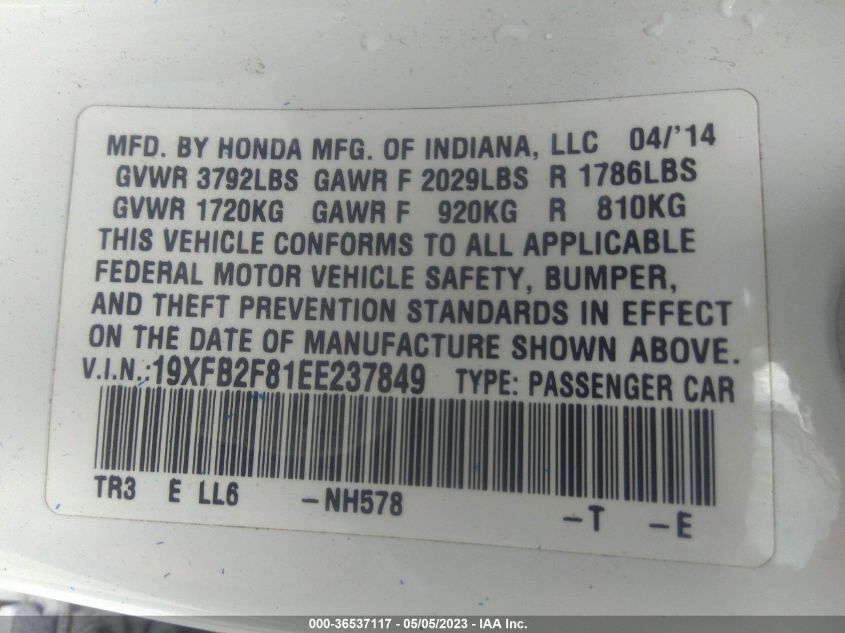 MFD. BY HONDA MFG. OF INDIANA, LLC 04/'14
GVWR 3792LBS GAWR F 2029LBS R 1786LBS
GVWR 1720KG GAWR F 920KG R 810KG
THIS VEHICLE CONFORMS TO ALL APPLICABLE
FEDERAL MOTOR VEHICLE SAFETY, BUMPER,
AND THEFT PREVENTION STANDARDS IN EFFECT
ON THE DATE OF MANUFACTURE SHOWN ABOVE.
V.I.N.:19XFB2F81EE237849 TYPE: PASSENGER CAR
TR3 E LL6 -NH578 -T -E
000-36537117 - 05/05/2023 - IAA Inc.